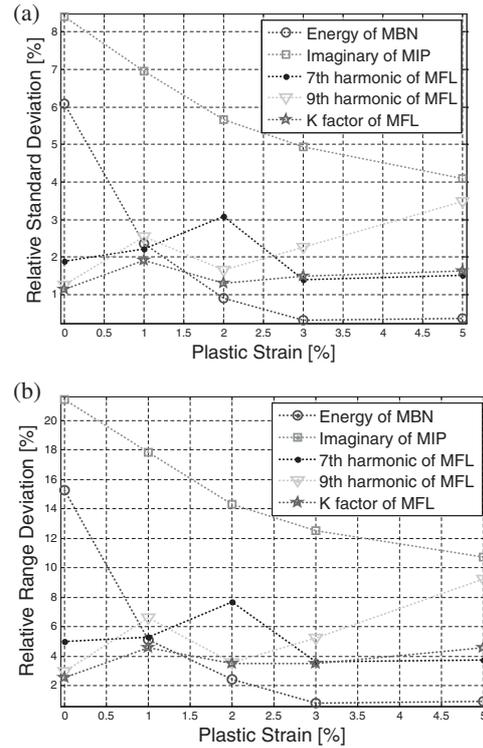 (a)
8
7
6
5
4
3
2
1
Relative Standard Deviation [%]
Energy of MBN
Imaginary of MIP
7th harmonic of MFL
9th harmonic of MFL
K factor of MFL
0 0.5 1 1.5 2 2.5 3 3.5 4 4.5 5
Plastic Strain [%]
(b)
20
18
16
14
12
10
8
6
4
2
Relative Range Deviation [%]
Energy of MBN
Imaginary of MIP
7th harmonic of MFL
9th harmonic of MFL
K factor of MFL
0 0.5 1 1.5 2 2.5 3 3.5 4 4.5 5
Plastic Strain [%]